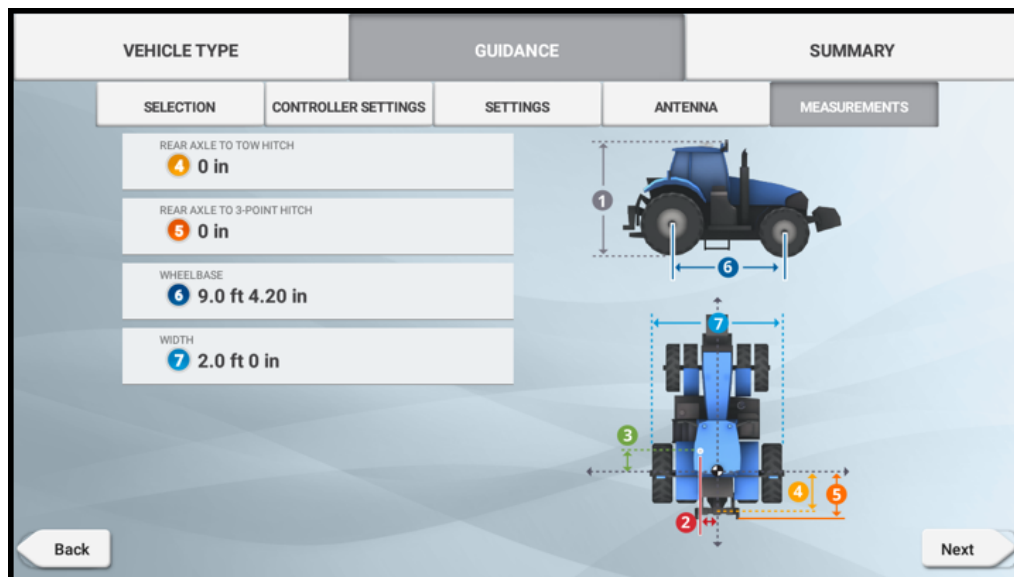 VEHICLE TYPE
GUIDANCE
SUMMARY
SELECTION
CONTROLLER SETTINGS
SETTINGS
ANTENNA
MEASUREMENTS
REAR AXLE TO TOW HITCH
4 0 in
REAR AXLE TO 3-POINT HITCH
5 0 in
WHEELBASE
6 9.0 ft 4.20 in
WIDTH
7 2.0 ft 0 in
1
6
7
3
4
5
2
Back
Next